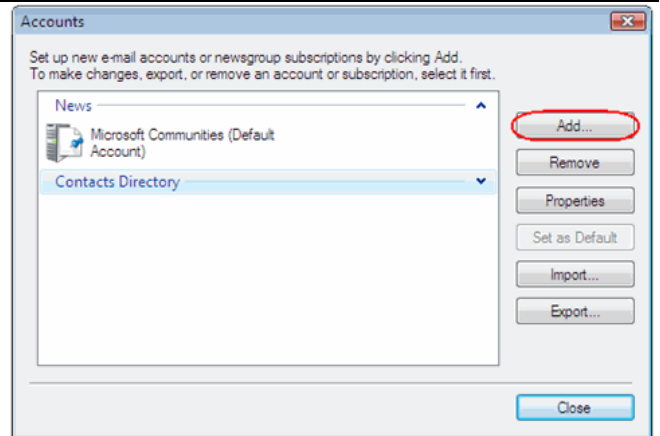 Accounts
Set up new e-mail accounts or newsgroup subscriptions by clicking Add.
To make changes, export, or remove an account or subscription, select it first.
News
Microsoft Communities (Default
Account)
Contacts Directory
Add...
Remove
Properties
Set as Default
Import...
Export...
Close